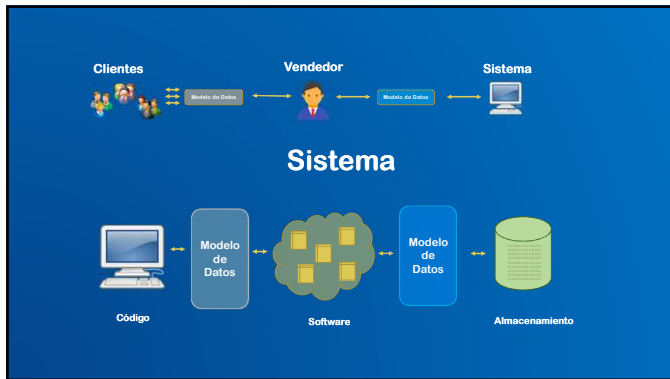 Clientes
Vendedor
Sistema
Modelo de Datos
Modelo de Datos
Sistema
Modelo
de
Datos
Modelo
de
Datos
Código
Software
Almacenamiento